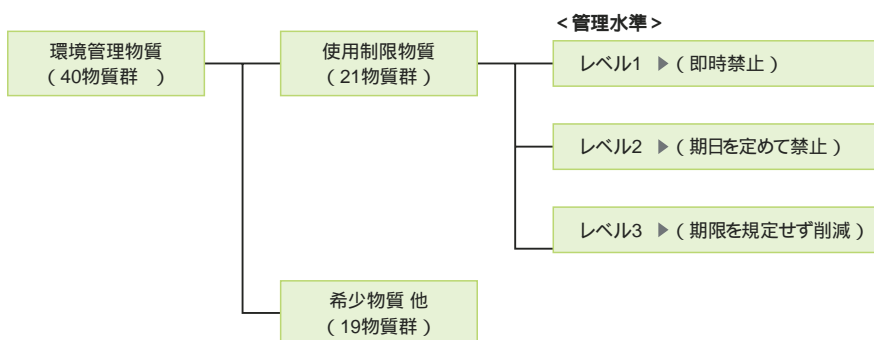 <管理水準>
環境管理物質
(40物質群 )
使用制限物質
(21物質群)
レベル1 ▶(即時禁止)
レベル2 ▶(期日を定めて禁止)
レベル3 ▶(期限を規定せず削減)
希少物質 他
(19物質群)